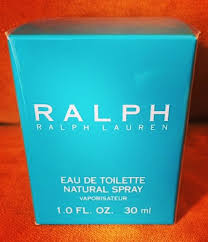 RALPH
RALPH LAUREN
EAU DE TOILETTE
NATURAL SPRAY
VAPORISATEUR
1.0 FL. OZ. 30 ml